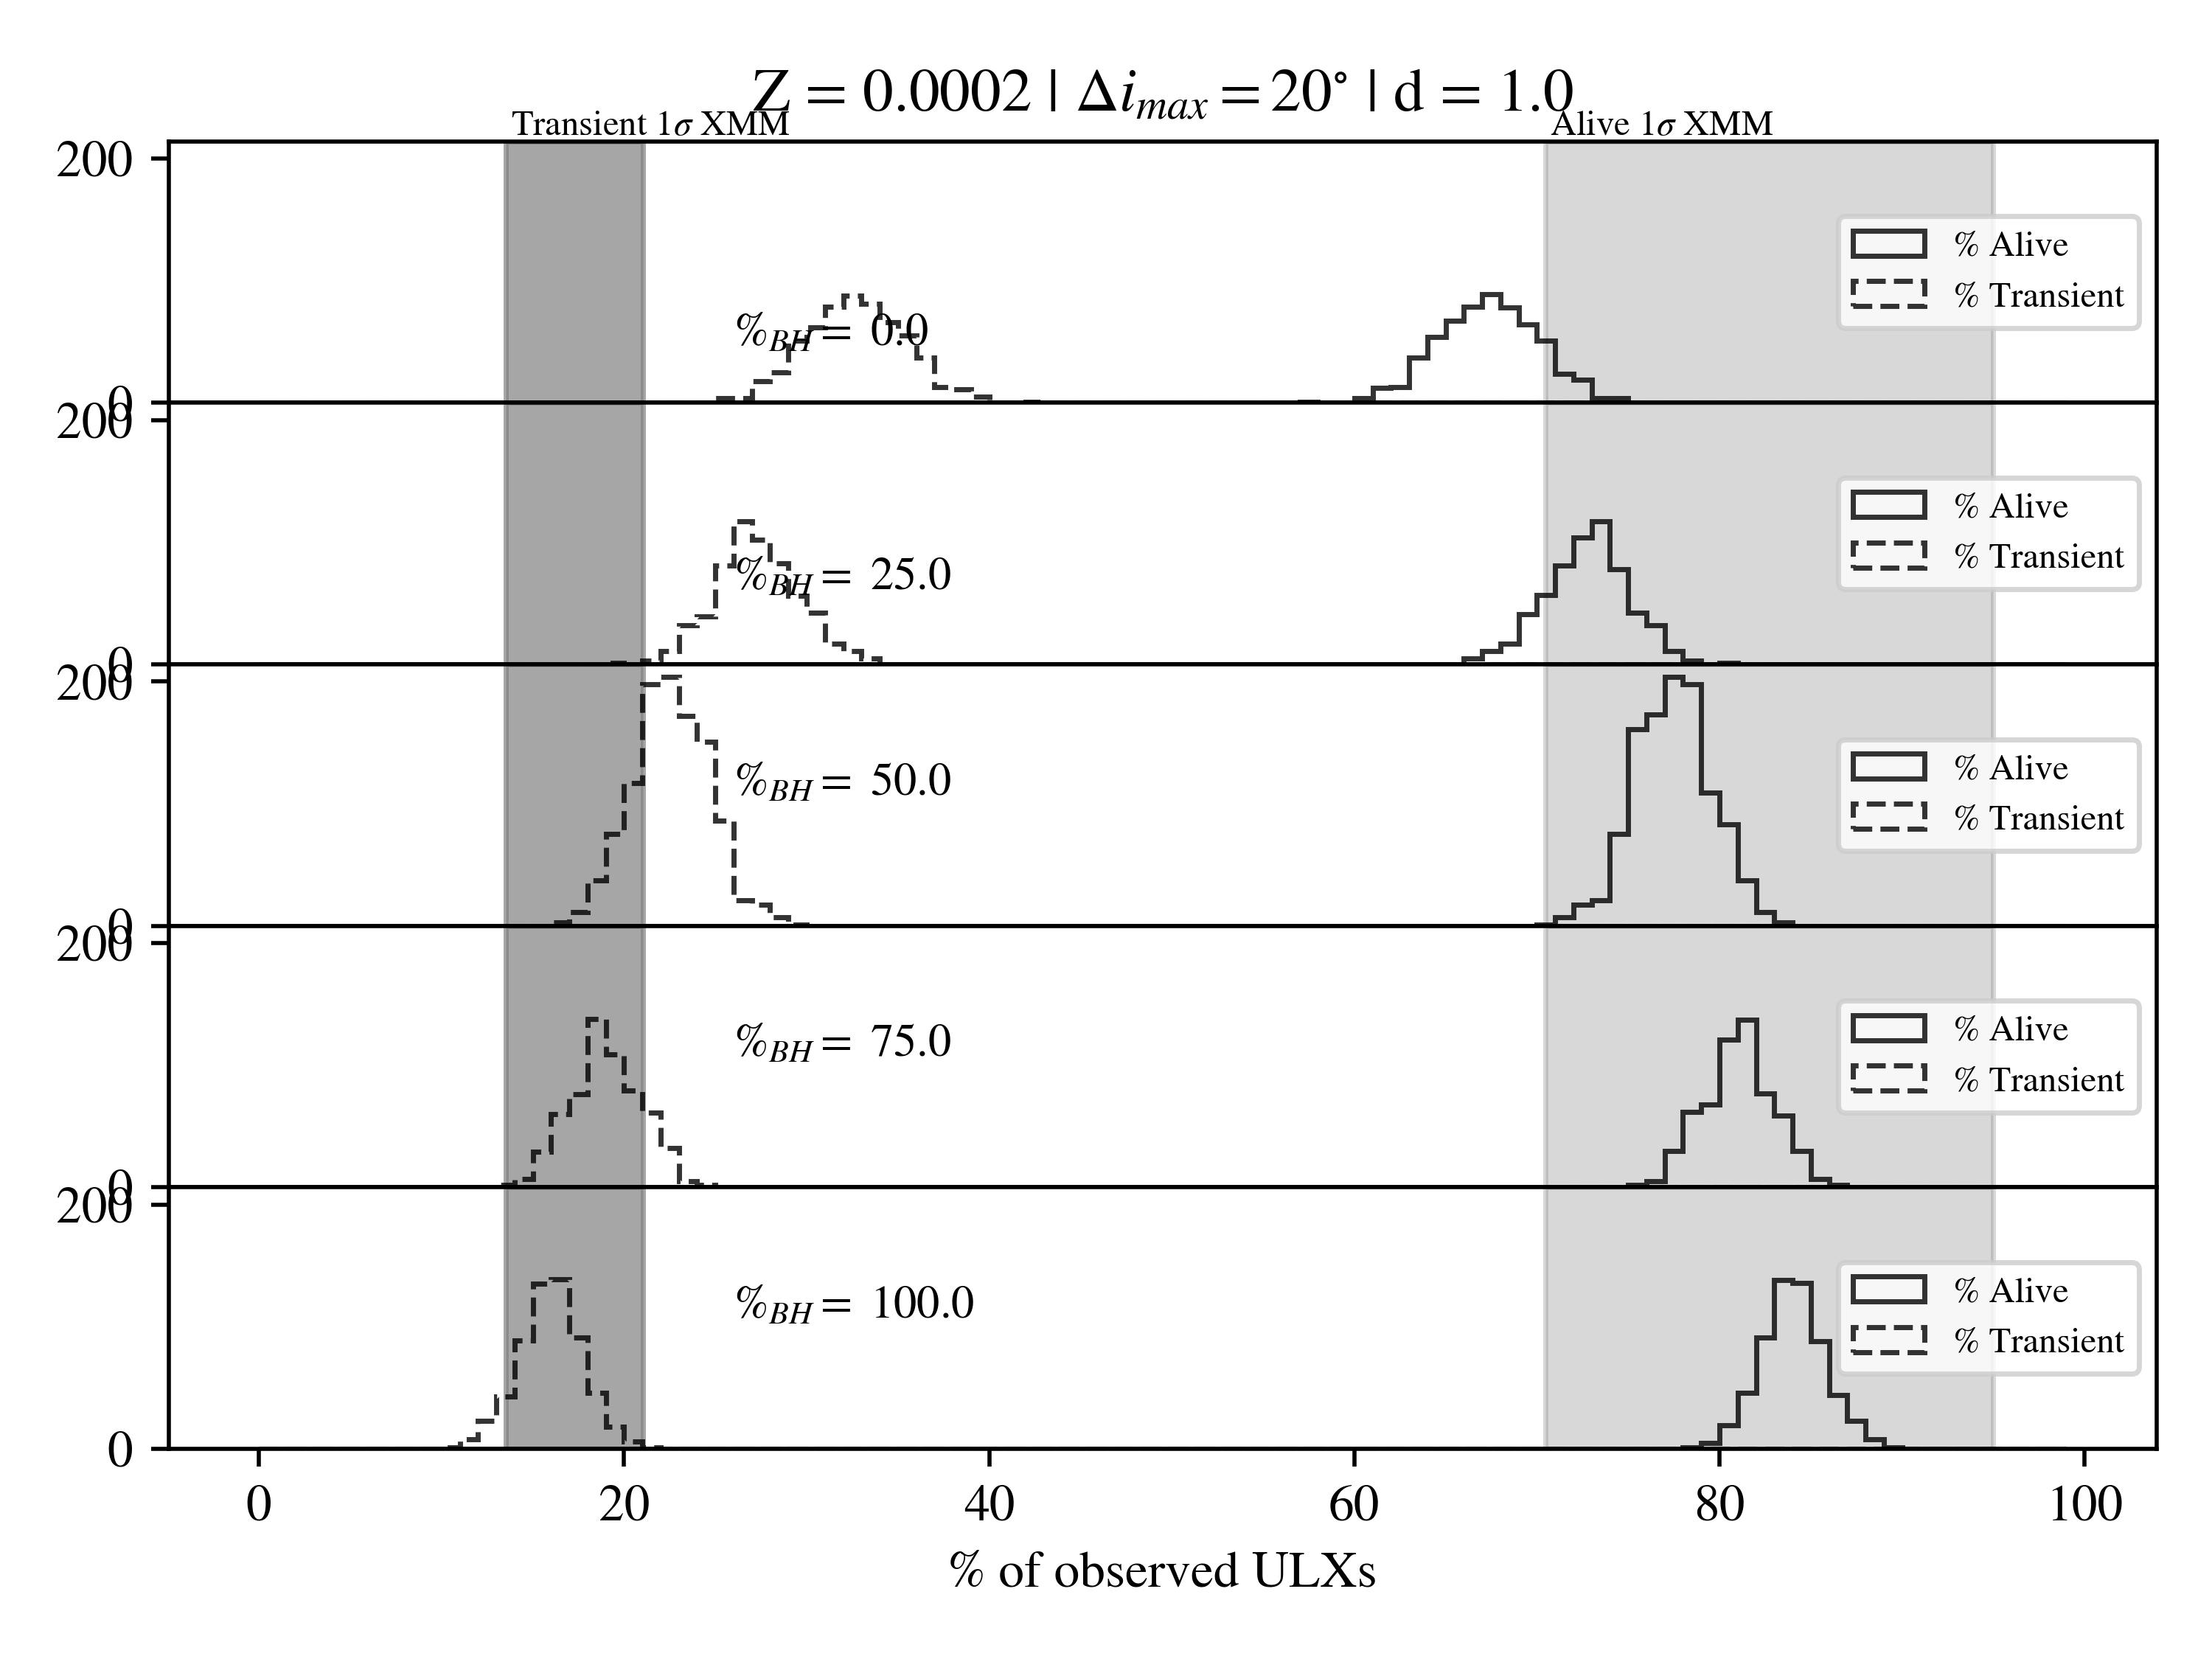 Z = 0.0002 | Δi_max = 20° | d = 1.0
Transient 1σ XMM
Alive 1σ XMM
200
% Alive
% Transient
%_BH = 0.0
0
200
% Alive
% Transient
%_BH = 25.0
0
200
% Alive
% Transient
%_BH = 50.0
0
200
% Alive
% Transient
%_BH = 75.0
0
200
% Alive
% Transient
%_BH = 100.0
0
0 20 40 60 80 100
% of observed ULXs